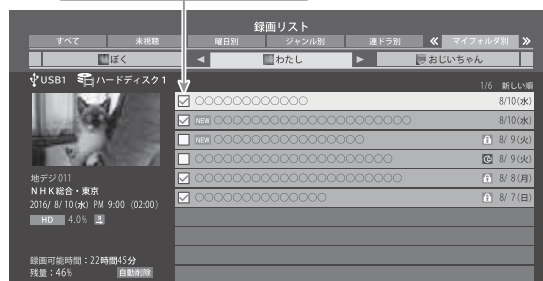 録画リスト
すべて 未視聴 曜日別 ジャンル別 連ドラ別 マイフォルダ別
ぼく わたし おじいちゃん
USB1 ハードディスク1
1/6 新しい順
○○○○○○○○○○○○ 8/10(水)
NEW ○○○○○○○○○○○○○○○○○○○○○ 8/10(水)
NEW ○○○○○○○○○○○○○○○○ 8/ 9(火)
○○○○○○○○○○○○○○○○○○○○○ 8/ 9(火)
○○○○○○○○○○○○○○○○○○○○○○ 8/ 8(月)
○○○○○○○○○○○○○○ 8/ 7(日)
地デジ 011
NHK総合・東京
2016/ 8/10(水) PM 9:00 (02:00)
HD 4.0%
録画可能時間：22時間45分
残量：46% 自動削除